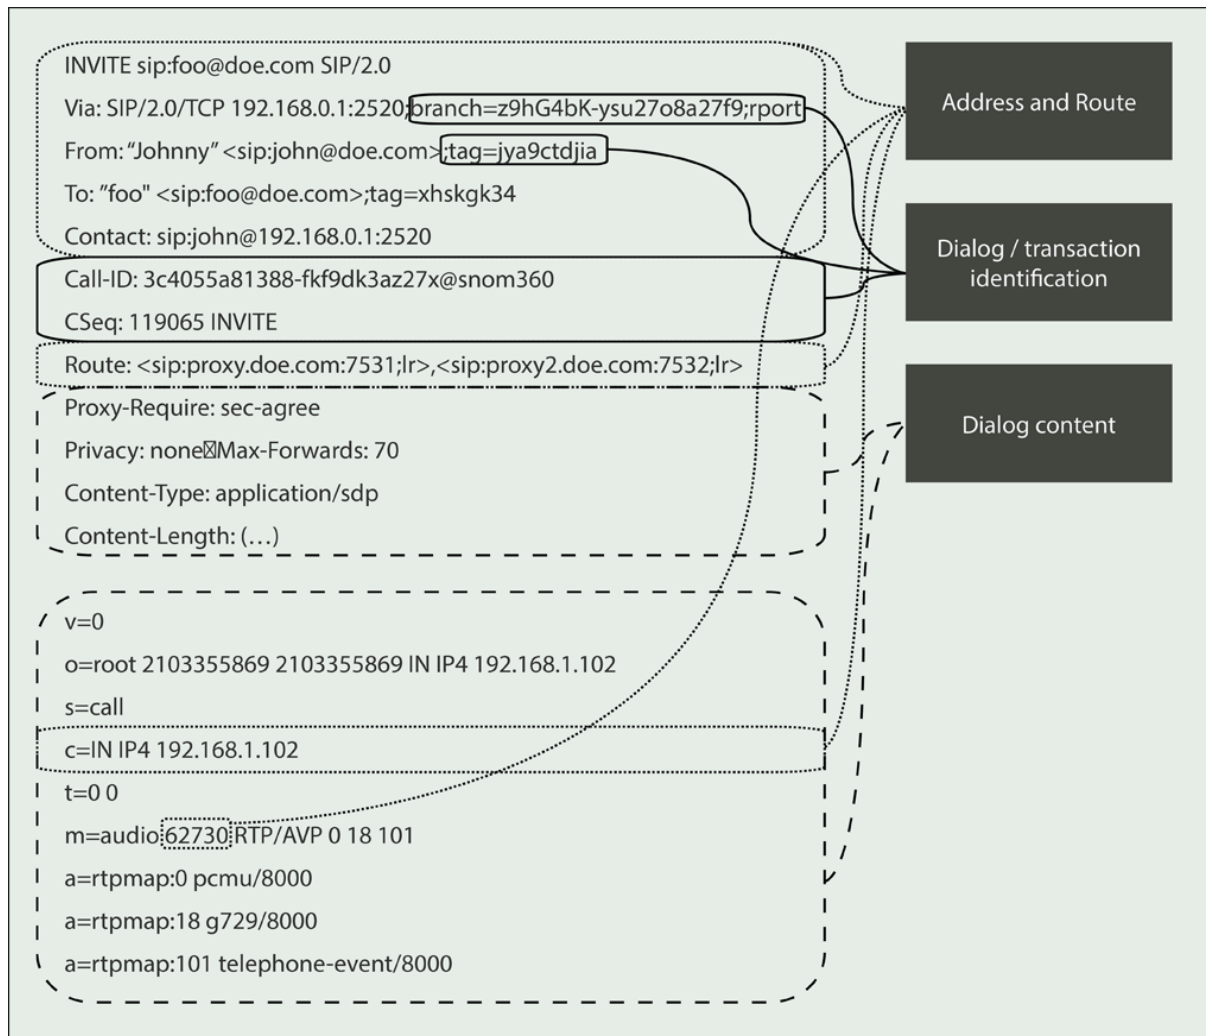 INVITE sip:foo@doe.com SIP/2.0
Via: SIP/2.0/TCP 192.168.0.1:2520;branch=z9hG4bK-ysu27o8a27f9;rport
From: “Johnny” <sip:john@doe.com>;tag=jya9ctdjia
To: ”foo" <sip:foo@doe.com>;tag=xhskgk34
Contact: sip:john@192.168.0.1:2520
Call-ID: 3c4055a81388-fkf9dk3az27x@snom360
CSeq: 119065 INVITE
Route: <sip:proxy.doe.com:7531;lr>,<sip:proxy2.doe.com:7532;lr>
Proxy-Require: sec-agree
Privacy: none☒Max-Forwards: 70
Content-Type: application/sdp
Content-Length: (…)
v=0
o=root 2103355869 2103355869 IN IP4 192.168.1.102
s=call
c=IN IP4 192.168.1.102
t=0 0
m=audio 62730 RTP/AVP 0 18 101
a=rtpmap:0 pcmu/8000
a=rtpmap:18 g729/8000
a=rtpmap:101 telephone-event/8000
Address and Route
Dialog / transaction
identification
Dialog content